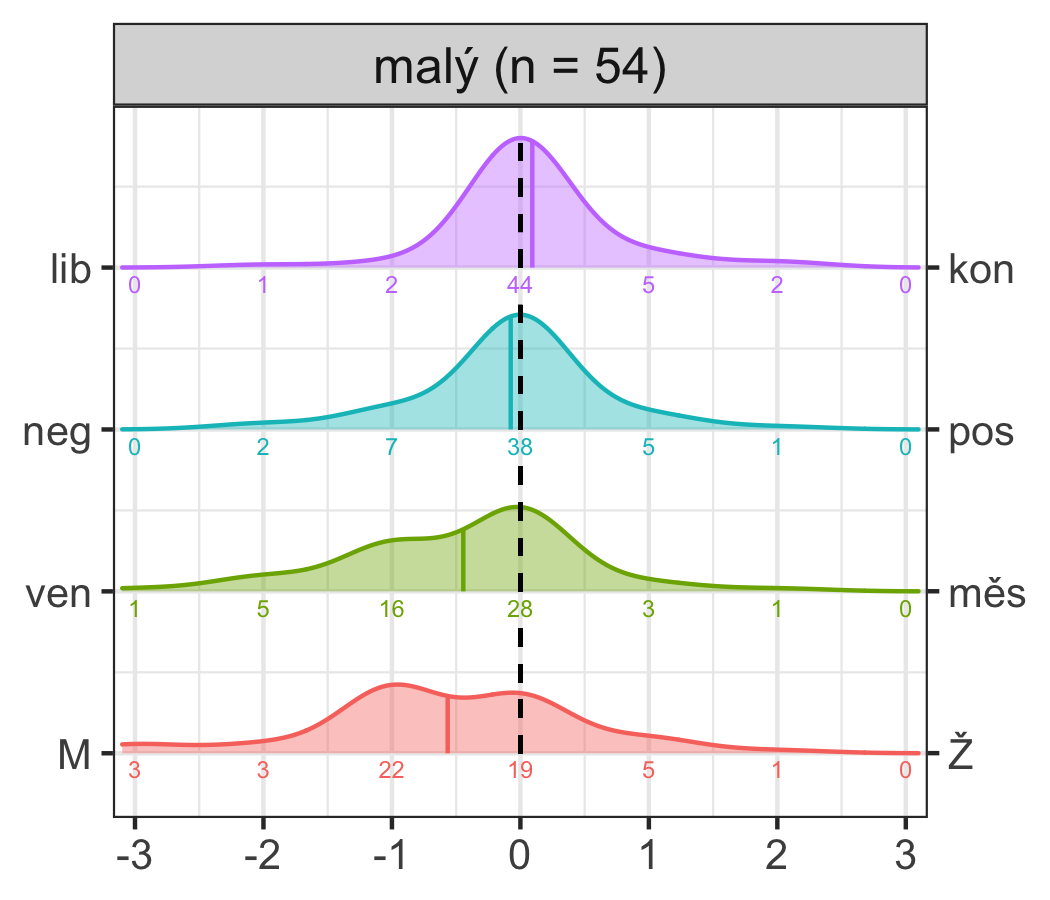 malý (n = 54)
lib kon
0 1 2 44 5 2 0
neg pos
0 2 7 38 5 1 0
ven měs
1 5 16 28 3 1 0
M Ž
3 3 22 19 5 1 0
-3 -2 -1 0 1 2 3